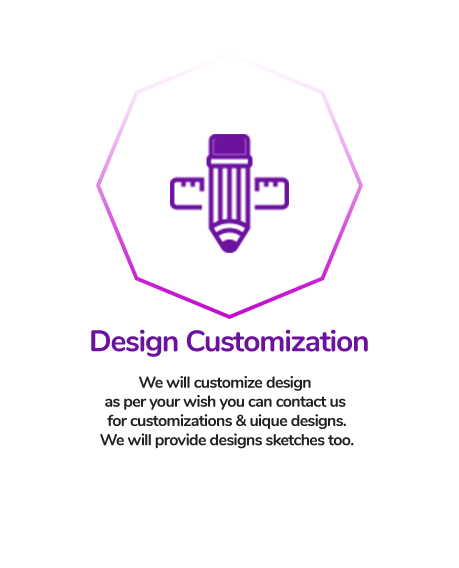 Design Customization
We will customize design
as per your wish you can contact us
for customizations & uique designs.
We will provide designs sketches too.